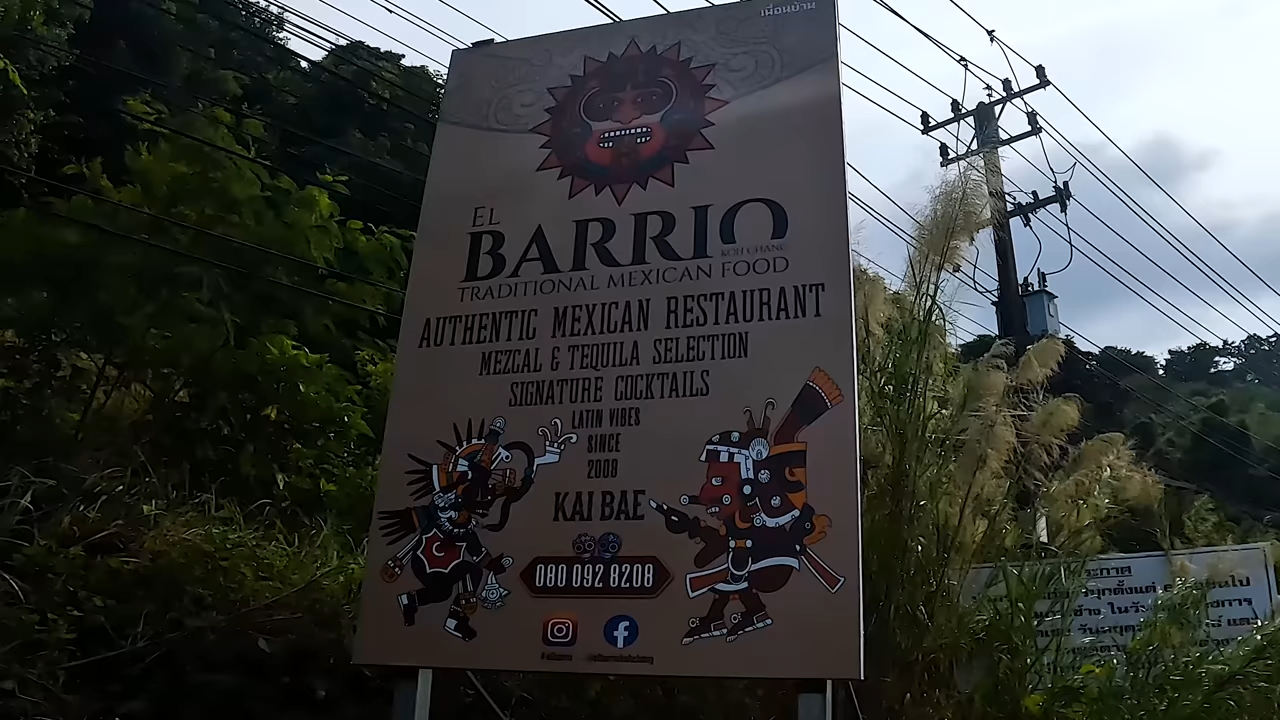 เพื่อนบ้าน
EL
BARRIO
KOH CHANG
TRADITIONAL MEXICAN FOOD
AUTHENTIC MEXICAN RESTAURANT
MEZCAL & TEQUILA SELECTION
SIGNATURE COCKTAILS
LATIN VIBES
SINCE
2008
KAI BAE
080 092 8208